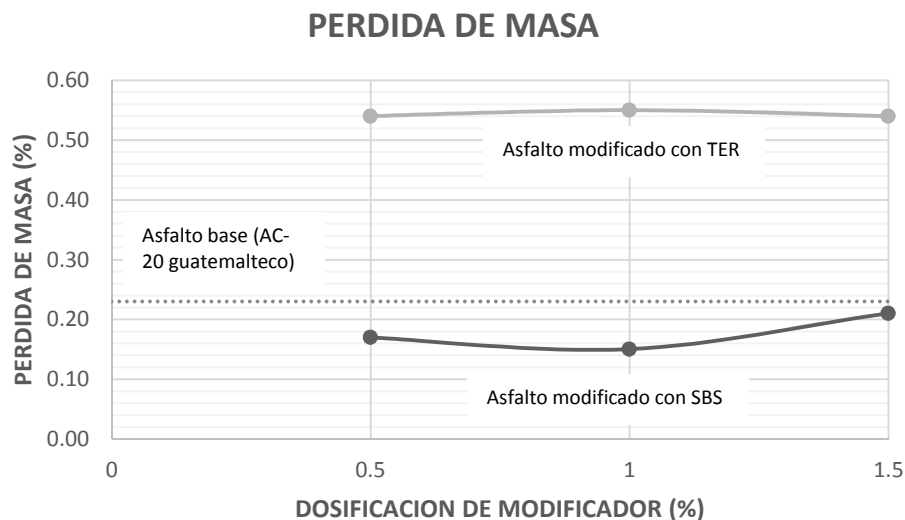 PERDIDA DE MASA
PERDIDA DE MASA (%)
0.60
0.50
0.40
0.30
0.20
0.10
0.00
Asfalto modificado con TER
Asfalto base (AC-
20 guatemalteco)
Asfalto modificado con SBS
0
0.5
1
1.5
DOSIFICACION DE MODIFICADOR (%)